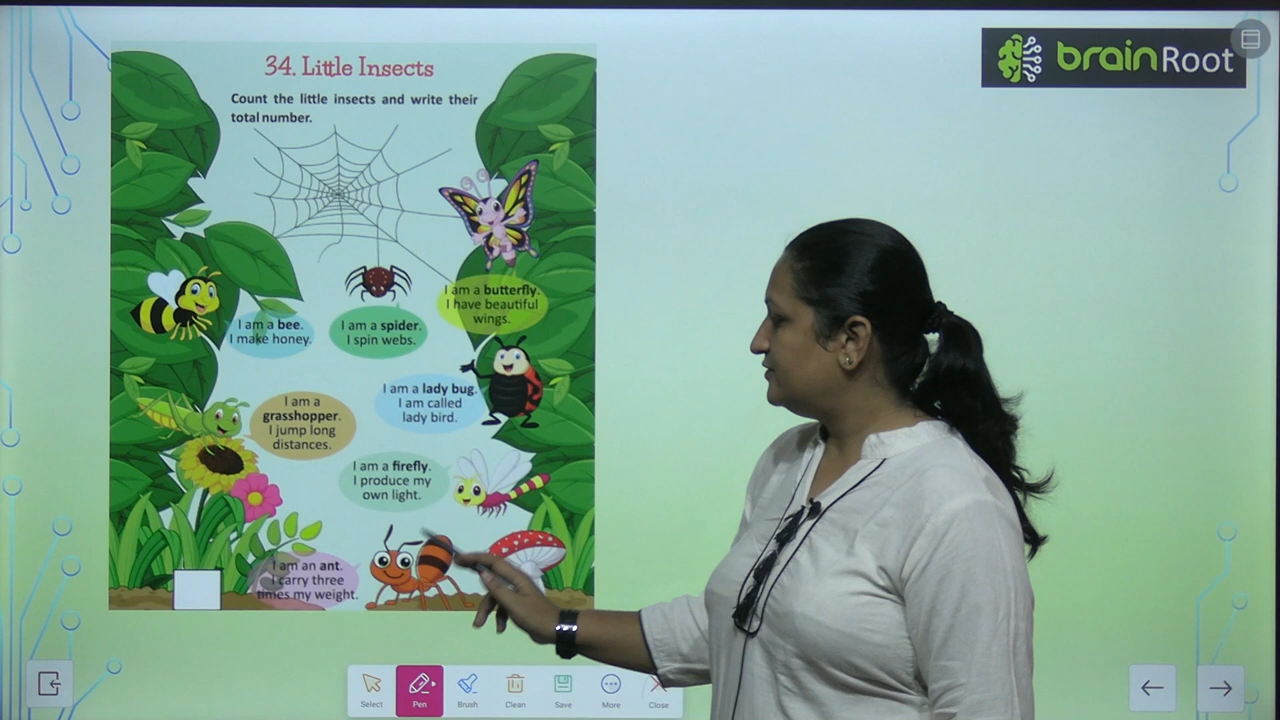 brainRoot
34. Little Insects
Count the little insects and write their
total number.
I am a butterfly.
I have beautiful
wings.
I am a bee.
I make honey.
I am a spider.
I spin webs.
I am a lady bug.
I am called
lady bird.
I am a
grasshopper.
I jump long
distances.
I am a firefly.
I produce my
own light.
I am an ant.
I carry three
times my weight.
Select
Pen
Brush
Clean
Save
More
Close